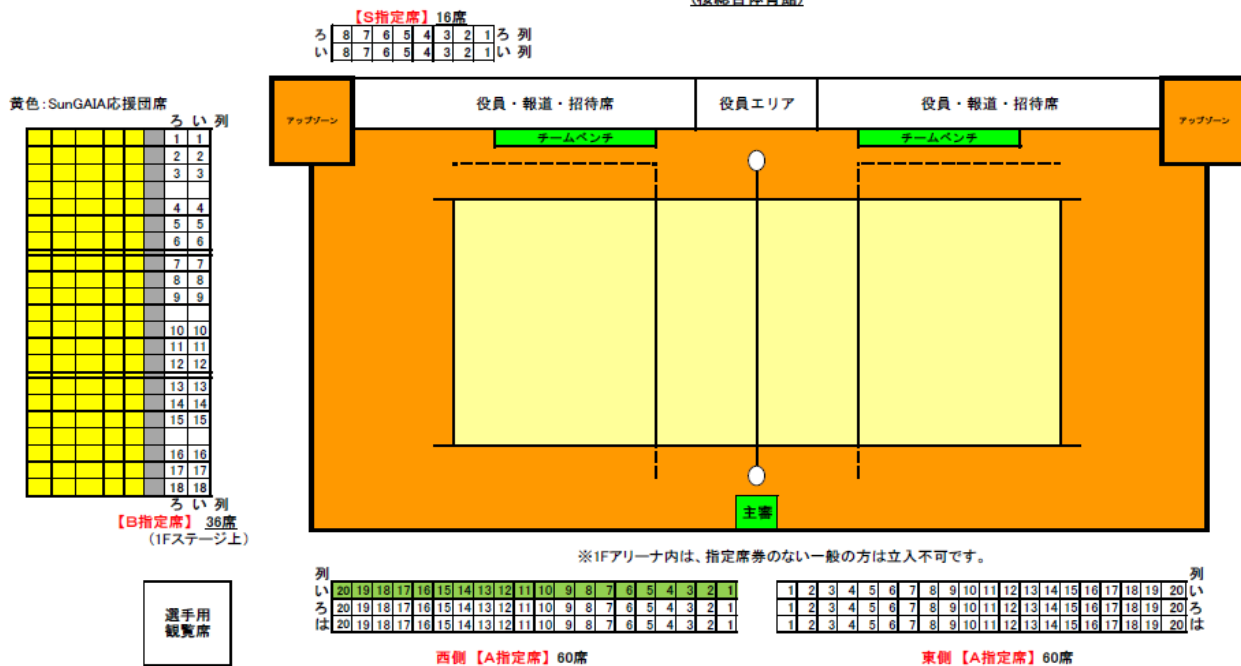 (波総合体育館)
【S指定席】16席
ろ 8 7 6 5 4 3 2 1 ろ 列
い 8 7 6 5 4 3 2 1 い 列
黄色:SunGAIA応援団席
ろ い 列
1 1
2 2
3 3
4 4
5 5
6 6
7 7
8 8
9 9
10 10
11 11
12 12
13 13
14 14
15 15
16 16
17 17
18 18
ろ い 列
【B指定席】 36席
(1Fステージ上)
アップゾーン
役員・報道・招待席
役員エリア
役員・報道・招待席
アップゾーン
チームベンチ
チームベンチ
主審
※1Fアリーナ内は、指定席券のない一般の方は立入不可です。
選手用
観覧席
列
い 20 19 18 17 16 15 14 13 12 11 10 9 8 7 6 5 4 3 2 1
ろ 20 19 18 17 16 15 14 13 12 11 10 9 8 7 6 5 4 3 2 1
は 20 19 18 17 16 15 14 13 12 11 10 9 8 7 6 5 4 3 2 1
西側 【A指定席】60席
列
1 2 3 4 5 6 7 8 9 10 11 12 13 14 15 16 17 18 19 20 い
1 2 3 4 5 6 7 8 9 10 11 12 13 14 15 16 17 18 19 20 ろ
1 2 3 4 5 6 7 8 9 10 11 12 13 14 15 16 17 18 19 20 は
東側 【A指定席】60席